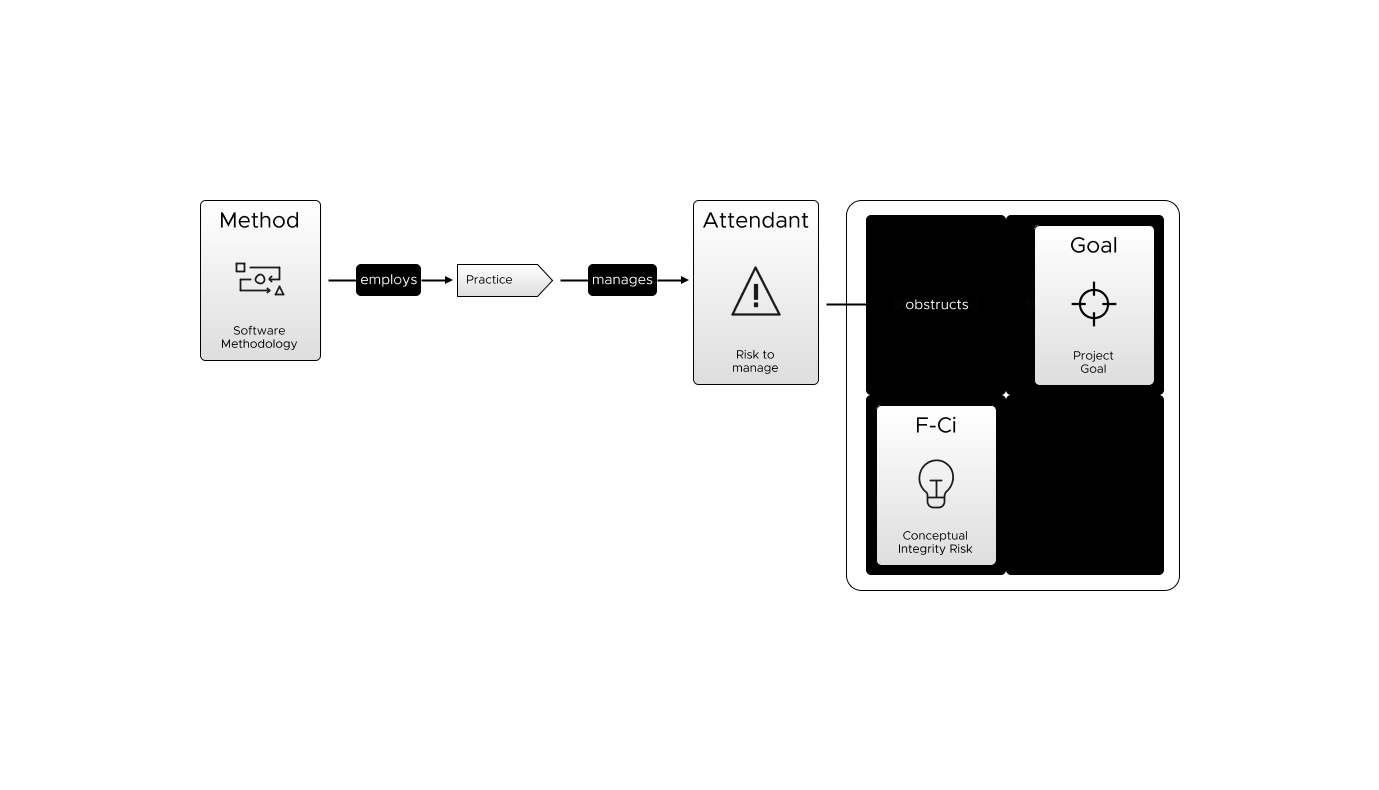 Method
Software
Methodology
employs
Practice
manages
Attendant
!
Risk to
manage
obstructs
Goal
Project
Goal
F-Ci
Conceptual
Integrity Risk